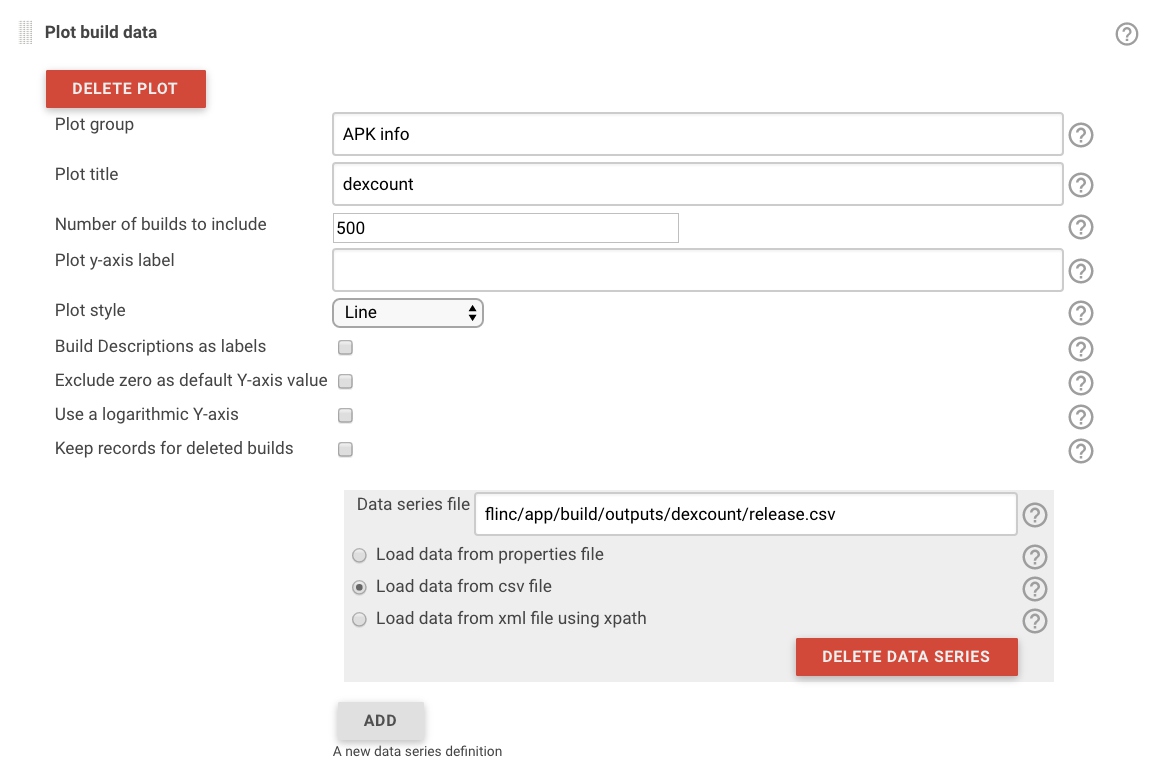 Plot build data
DELETE PLOT
Plot group
APK info
Plot title
dexcount
Number of builds to include
500
Plot y-axis label
Plot style
Line
Build Descriptions as labels
Exclude zero as default Y-axis value
Use a logarithmic Y-axis
Keep records for deleted builds
Data series file
flinc/app/build/outputs/dexcount/release.csv
Load data from properties file
Load data from csv file
Load data from xml file using xpath
DELETE DATA SERIES
ADD
A new data series definition